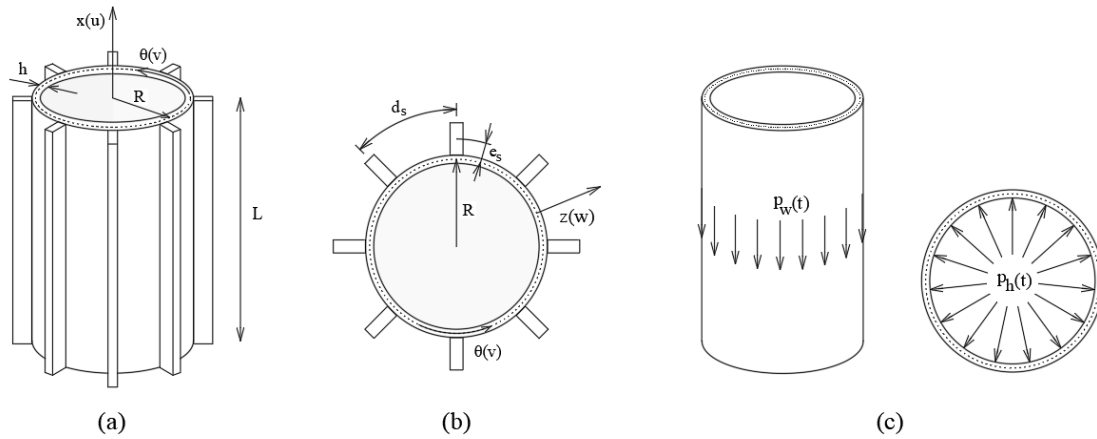 x(u)
θ(v)
h
R
L
(a)
d_s
e_s
R
z(w)
θ(v)
(b)
p_w(t)
p_h(t)
(c)